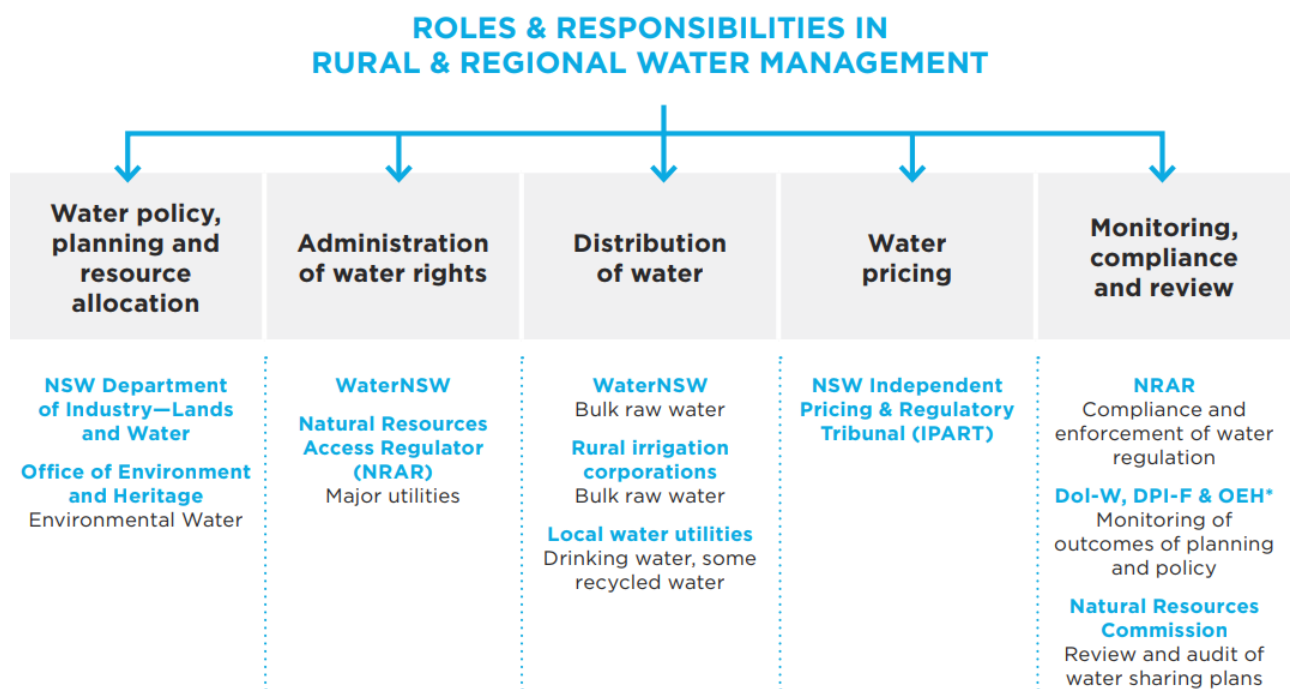 ROLES & RESPONSIBILITIES IN
RURAL & REGIONAL WATER MANAGEMENT
Water policy,
planning and
resource
allocation
Administration
of water rights
Distribution
of water
Water
pricing
Monitoring,
compliance
and review
NSW Department
of Industry—Lands
and Water
Office of Environment
and Heritage
Environmental Water
WaterNSW
Natural Resources
Access Regulator
(NRAR)
Major utilities
WaterNSW
Bulk raw water
Rural irrigation
corporations
Bulk raw water
Local water utilities
Drinking water, some
recycled water
NSW Independent
Pricing & Regulatory
Tribunal (IPART)
NRAR
Compliance and
enforcement of water
regulation
DoI-W, DPI-F & OEH*
Monitoring of
outcomes of planning
and policy
Natural Resources
Commission
Review and audit of
water sharing plans